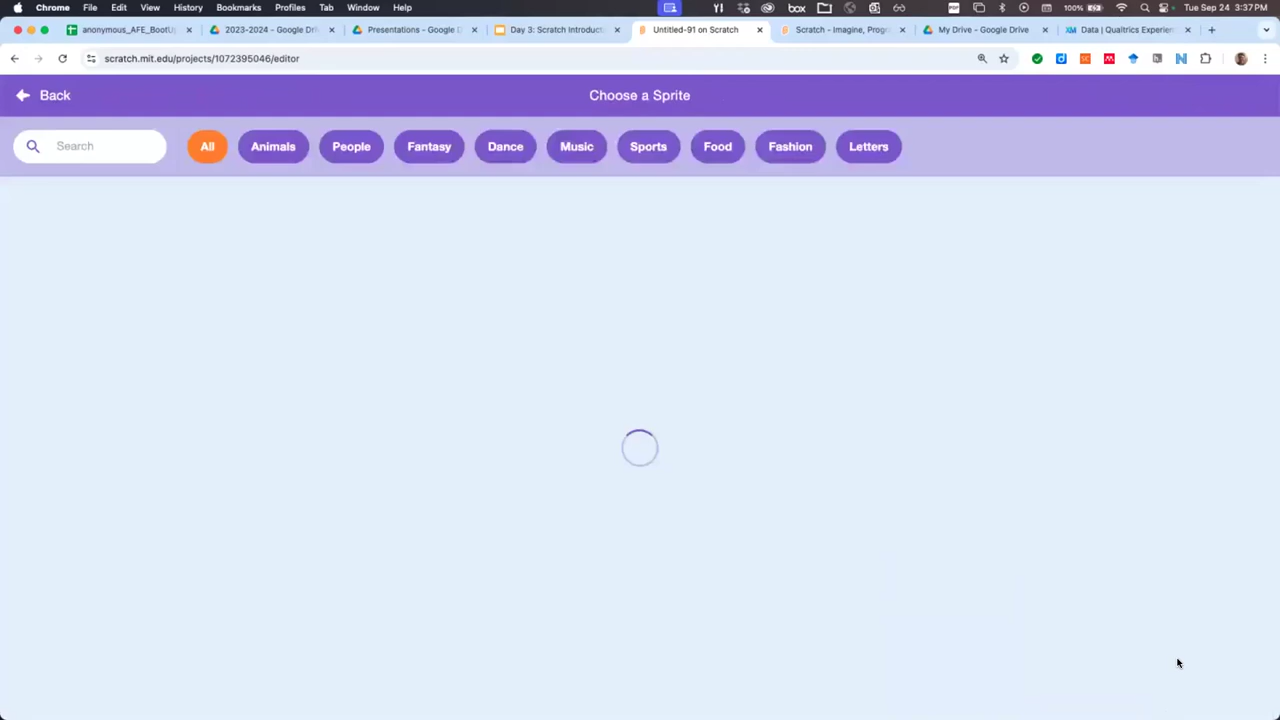 Chrome File Edit View History Bookmarks Profiles Tab Window Help 100% Tue Sep 24 3:37PM
anonymous_AFE_BootU 2023-2024 - Google Dri Presentations - Google D Day 3: Scratch Introducti Untitled-91 on Scratch Scratch - Imagine, Progr My Drive - Google Drive XM Data | Qualtrics Experien
scratch.mit.edu/projects/1072395046/editor
Back Choose a Sprite
Search All Animals People Fantasy Dance Music Sports Food Fashion Letters